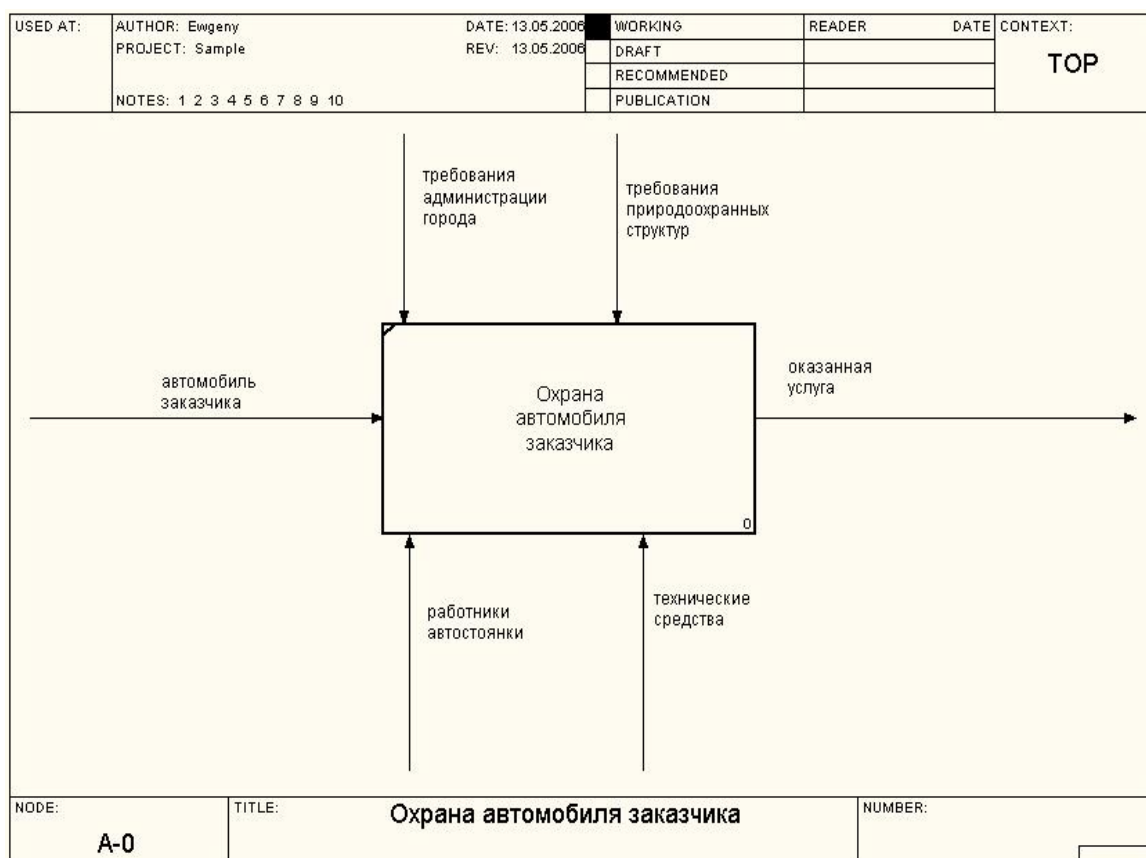 USED AT:
AUTHOR: Ewgeny
DATE: 13.05.2006
WORKING
READER
DATE
CONTEXT:
PROJECT: Sample
REV: 13.05.2006
DRAFT
TOP
RECOMMENDED
NOTES: 1 2 3 4 5 6 7 8 9 10
PUBLICATION
требования
администрации
города
требования
природоохранных
структур
автомобиль
заказчика
Охрана
автомобиля
заказчика
0
оказанная
услуга
работники
автостоянки
технические
средства
NODE:
A-0
TITLE:
Охрана автомобиля заказчика
NUMBER: